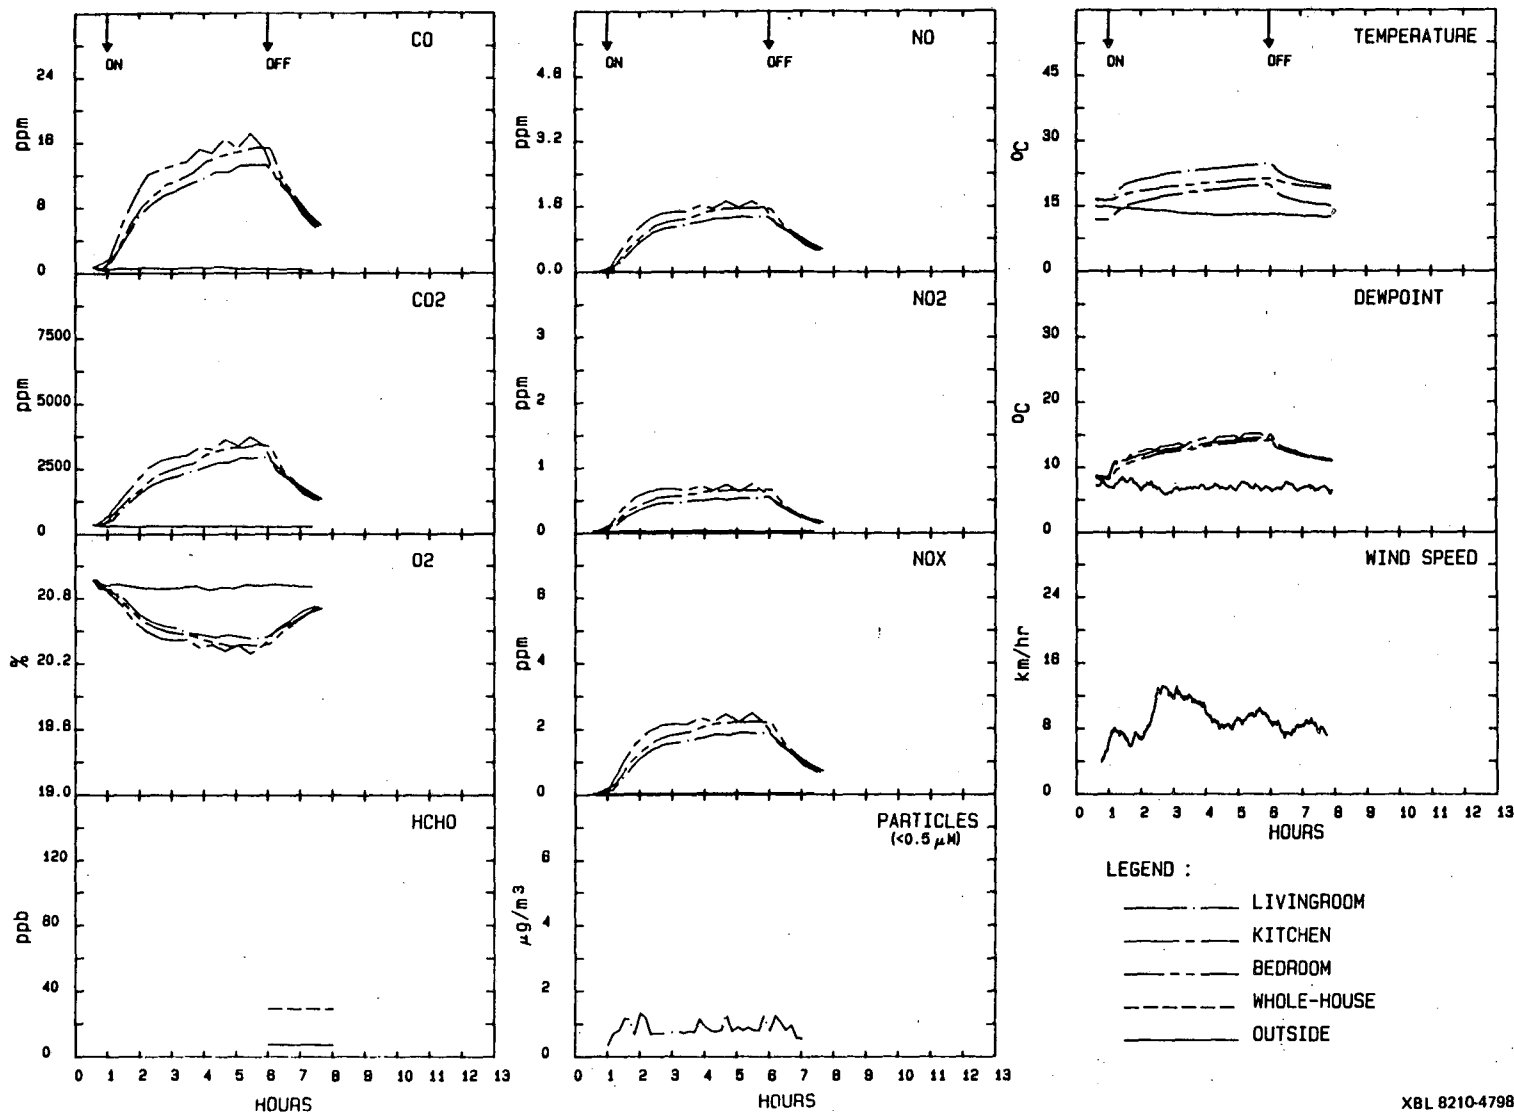 CO
ON
OFF
ppm
24
16
8
0
CO2
ppm
7500
5000
2500
0
O2
%
20.8
20.2
19.6
19.0
HCHO
ppb
120
80
40
0
0 1 2 3 4 5 6 7 8 9 10 11 12 13
HOURS
NO
ON
OFF
ppm
4.8
3.2
1.6
0.0
NO2
ppm
3
2
1
0
NOX
ppm
6
4
2
0
PARTICLES
(<0.5 μM)
μg/m³
6
4
2
0
0 1 2 3 4 5 6 7 8 9 10 11 12 13
HOURS
TEMPERATURE
ON
OFF
ºC
45
30
15
0
DEWPOINT
ºC
30
20
10
0
WIND SPEED
km/hr
24
16
8
0
0 1 2 3 4 5 6 7 8 9 10 11 12 13
HOURS
LEGEND :
LIVINGROOM
KITCHEN
BEDROOM
WHOLE-HOUSE
OUTSIDE
XBL 8210-4798